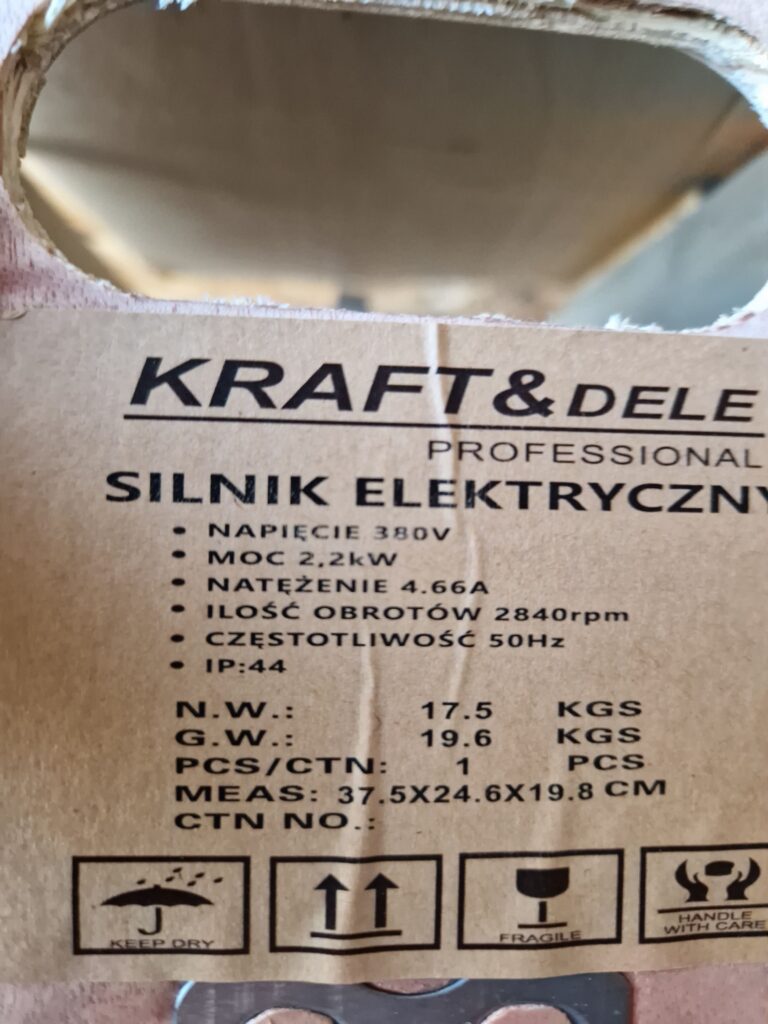 KRAFT&DELE
PROFESSIONAL
SILNIK ELEKTRYCZNY
• NAPIĘCIE 380V
• MOC 2,2kW
• NATĘŻENIE 4.66A
• ILOŚĆ OBROTÓW 2840rpm
• CZĘSTOTLIWOŚĆ 50Hz
• IP:44
N.W.: 17.5 KGS
G.W.: 19.6 KGS
PCS/CTN: 1 PCS
MEAS: 37.5X24.6X19.8 CM
CTN NO.:
KEEP DRY
FRAGILE
HANDLE
WITH CARE